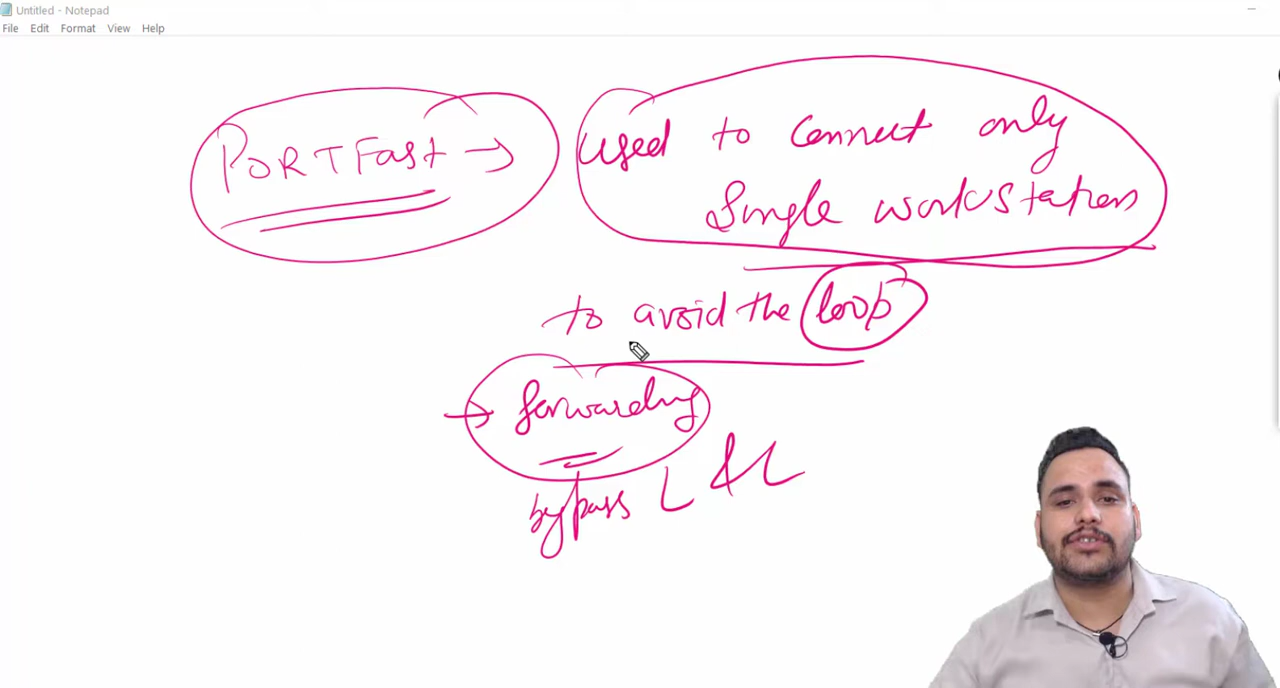 Untitled - Notepad
File Edit Format View Help
PORTFast → used to connect only
Single workstation
to avoid the loop
→ forwarding
bypass L & L